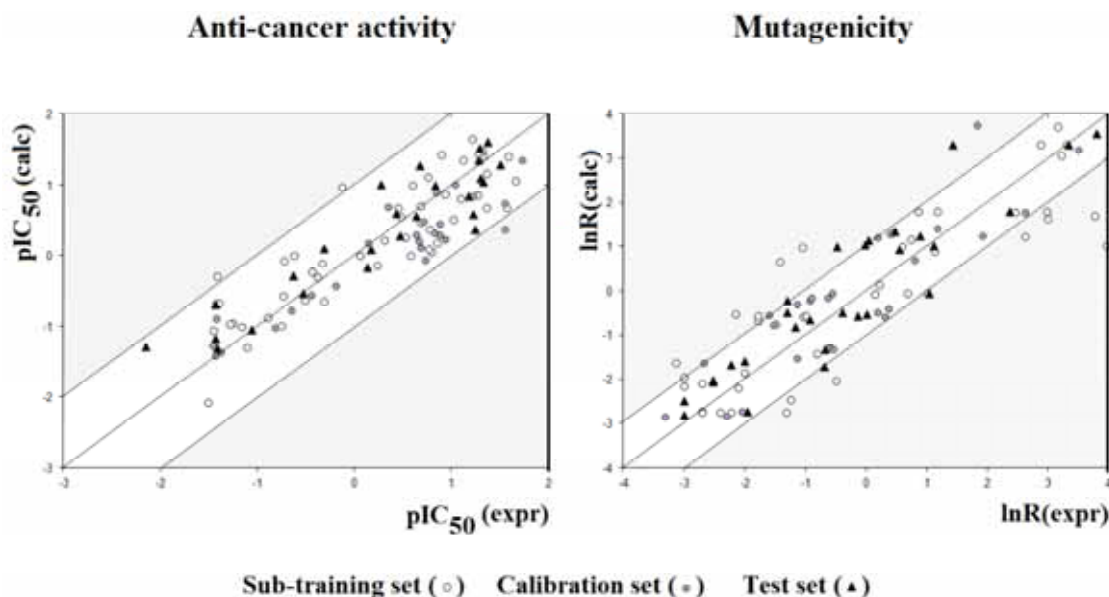 Anti-cancer activity Mutagenicity
pIC50 (calc)
2
1
0
-1
-2
-3
-3 -2 -1 0 1 2
pIC50 (expr)
lnR(calc)
4
3
2
1
0
-1
-2
-3
-4
-4 -3 -2 -1 0 1 2 3 4
lnR(expr)
Sub-training set (○) Calibration set (●) Test set (▲)